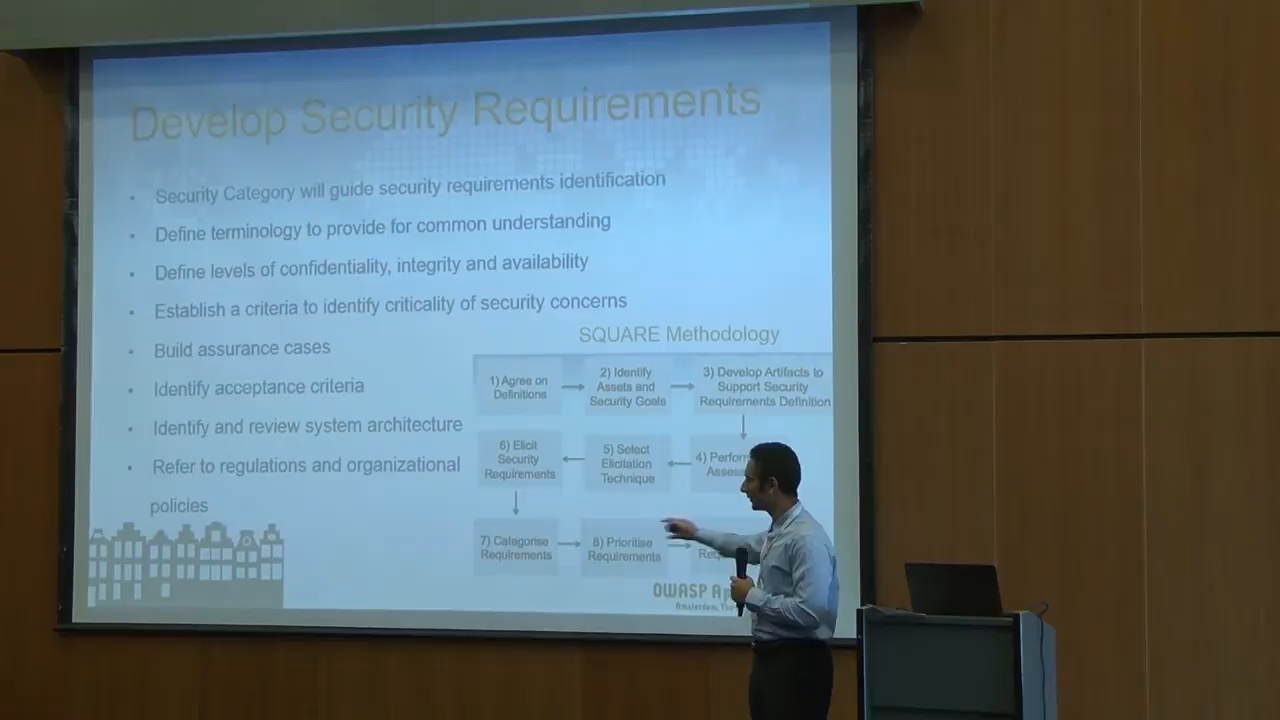 Develop Security Requirements
• Security Category will guide security requirements identification
• Define terminology to provide for common understanding
• Define levels of confidentiality, integrity and availability
• Establish a criteria to identify criticality of security concerns
• Build assurance cases
• Identify acceptance criteria
• Identify and review system architecture
• Refer to regulations and organizational
policies
SQUARE Methodology
1) Agree on
Definitions
2) Identify
Assets and
Security Goals
3) Develop Artifacts to
Support Security
Requirements Definition
4)
5) Select
Elicitation
Technique
6) Elicit
Security
Requirements
7) Categorise
Requirements
8) Prioritise
Requirements
OWASP
Amsterdam,